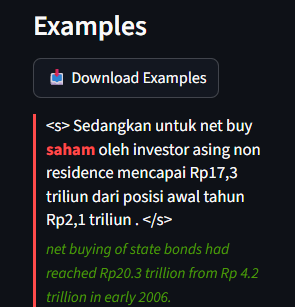 Examples
Download Examples
<s> Sedangkan untuk net buy
saham oleh investor asing non
residence mencapai Rp17,3
triliun dari posisi awal tahun
Rp2,1 triliun . </s>
net buying of state bonds had
reached Rp20.3 trillion from Rp 4.2
trillion in early 2006.